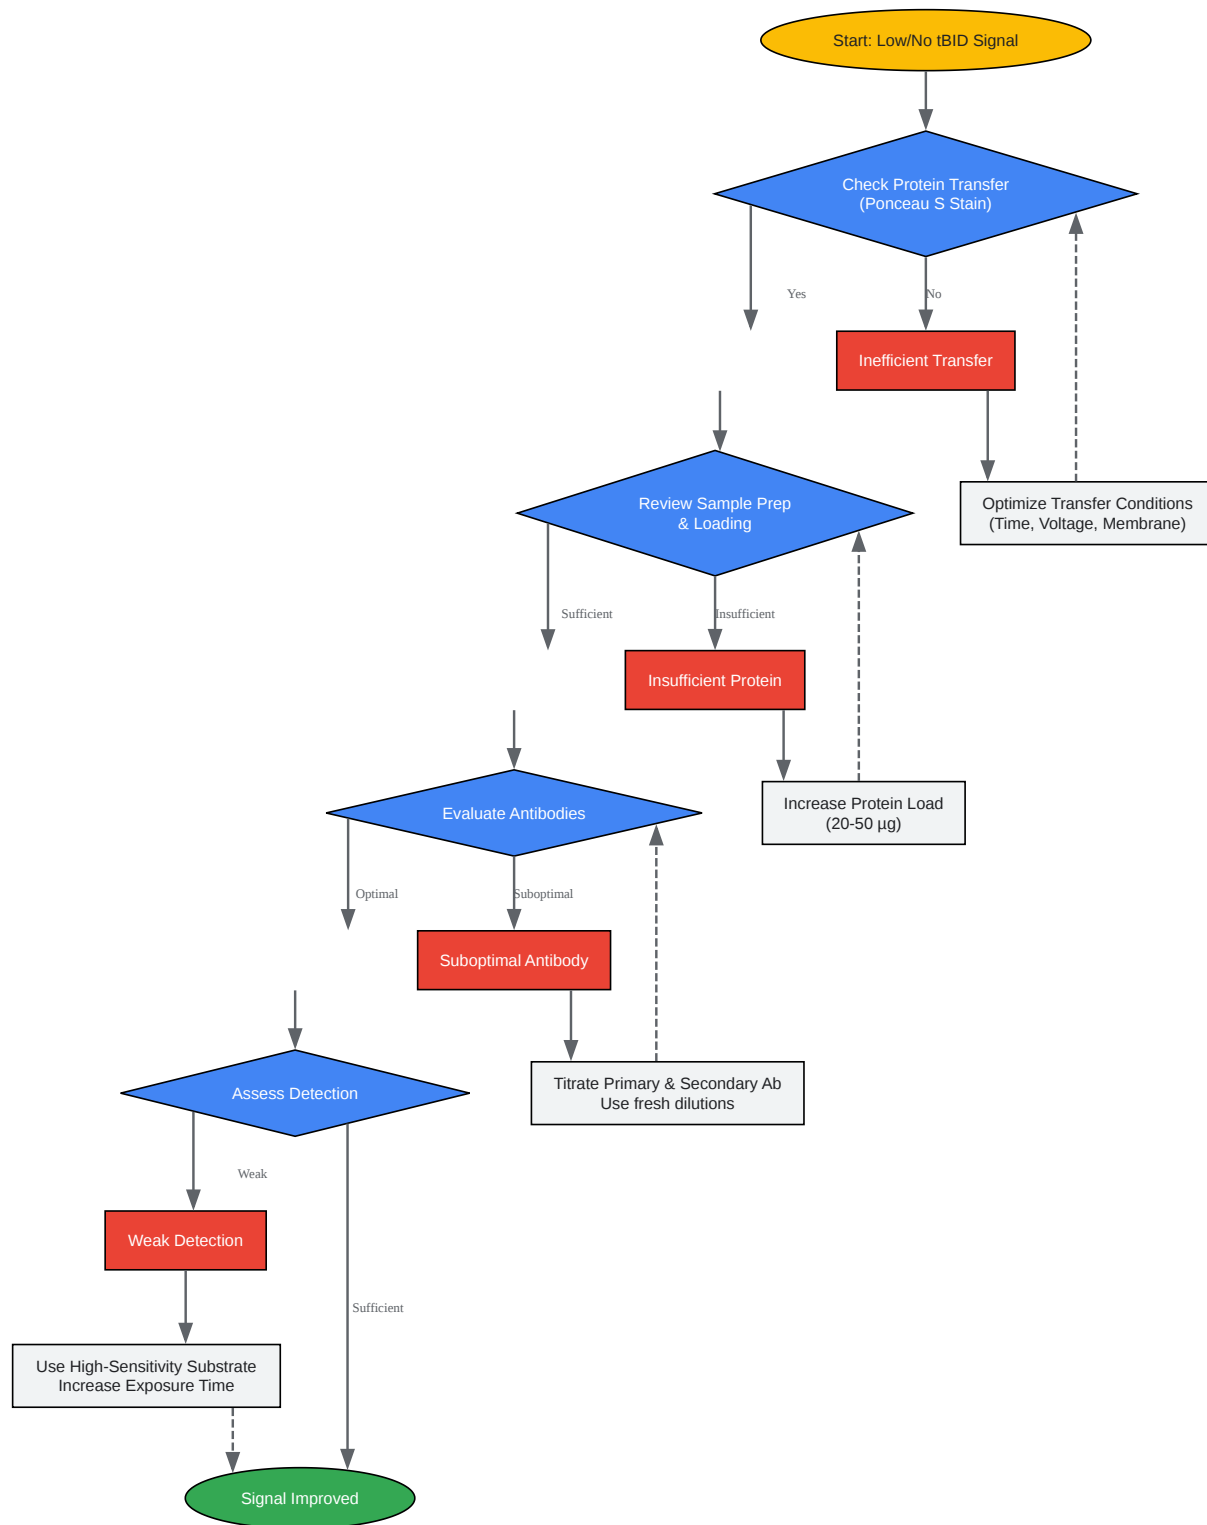 Start: Low/No tBID Signal
Check Protein Transfer
(Ponceau S Stain)
Yes
No
Inefficient Transfer
Optimize Transfer Conditions
(Time, Voltage, Membrane)
Review Sample Prep
& Loading
Sufficient
Insufficient
Insufficient Protein
Increase Protein Load
(20-50 µg)
Evaluate Antibodies
Optimal
Suboptimal
Suboptimal Antibody
Titrate Primary & Secondary Ab
Use fresh dilutions
Assess Detection
Weak
Weak Detection
Sufficient
Use High-Sensitivity Substrate
Increase Exposure Time
Signal Improved